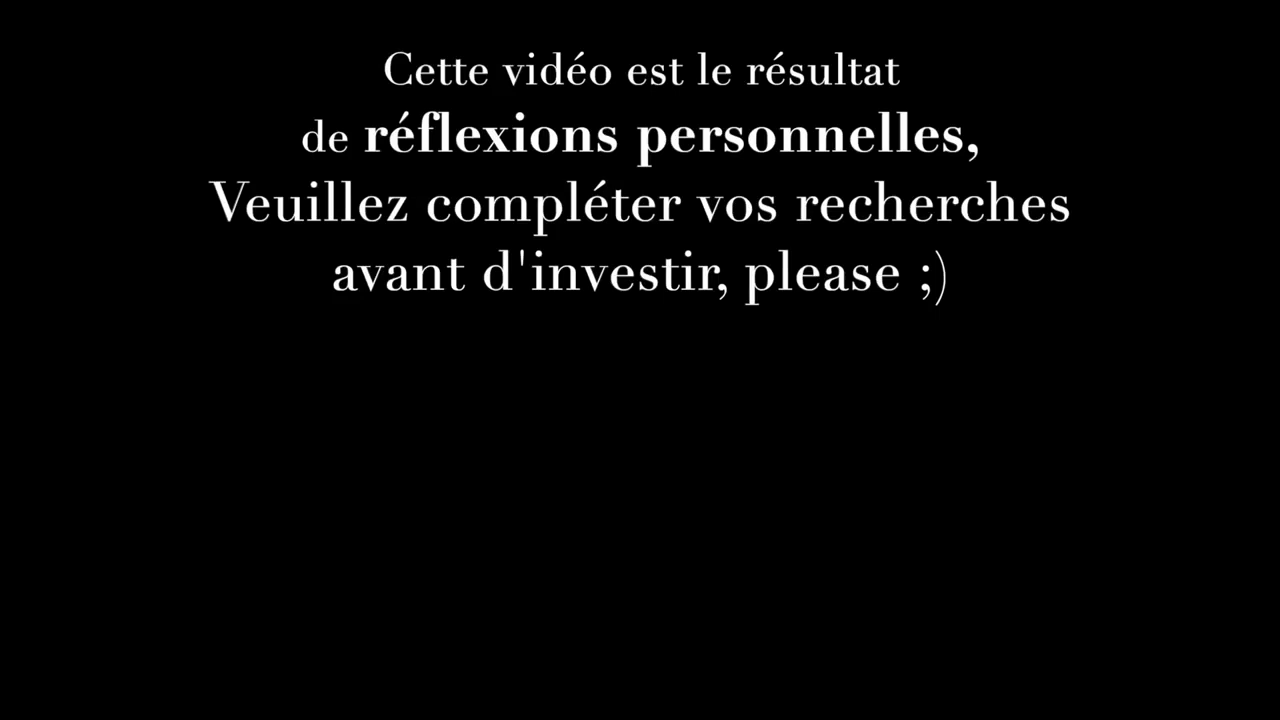 Cette vidéo est le résultat
de réflexions personnelles,
Veuillez compléter vos recherches
avant d'investir, please ;)